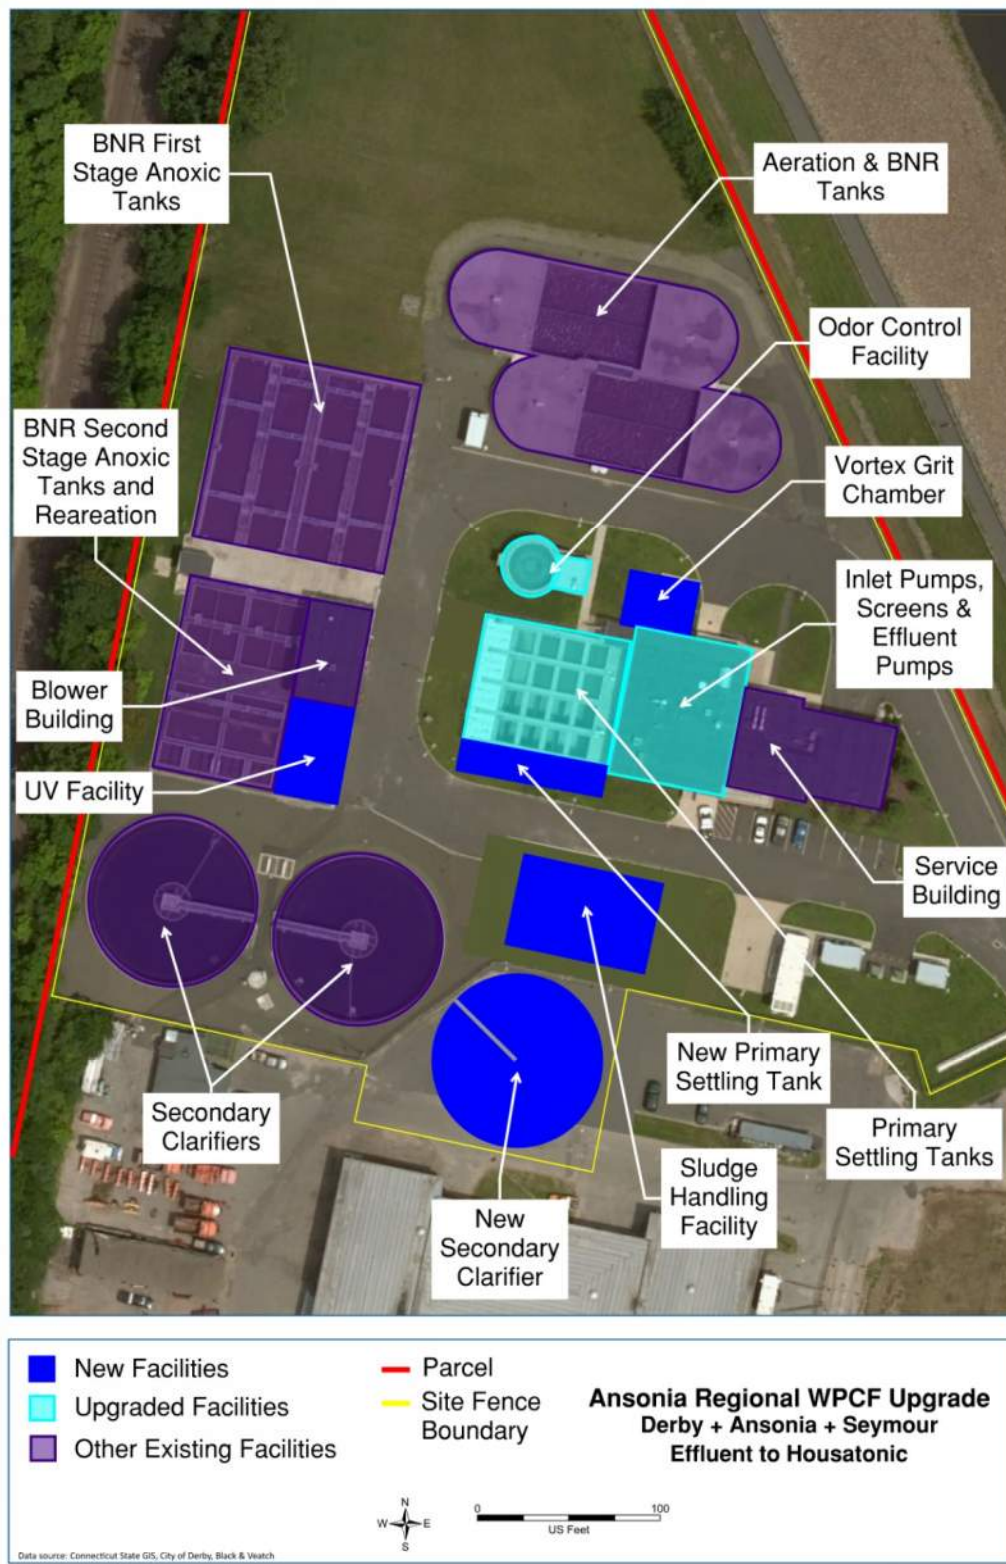 BNR First
Stage Anoxic
Tanks
Aeration & BNR
Tanks
Odor Control
Facility
BNR Second
Stage Anoxic
Tanks and
Reareation
Vortex Grit
Chamber
Inlet Pumps,
Screens &
Effluent
Pumps
Blower
Building
UV Facility
Service
Building
New Primary
Settling Tank
Secondary
Clarifiers
Primary
Settling Tanks
Sludge
Handling
Facility
New
Secondary
Clarifier
New Facilities
Upgraded Facilities
Other Existing Facilities
Parcel
Site Fence
Boundary
Ansonia Regional WPCF Upgrade
Derby + Ansonia + Seymour
Effluent to Housatonic
N
W E
S
0 100
US Feet
Data source: Connecticut State GIS, City of Derby, Black & Veatch